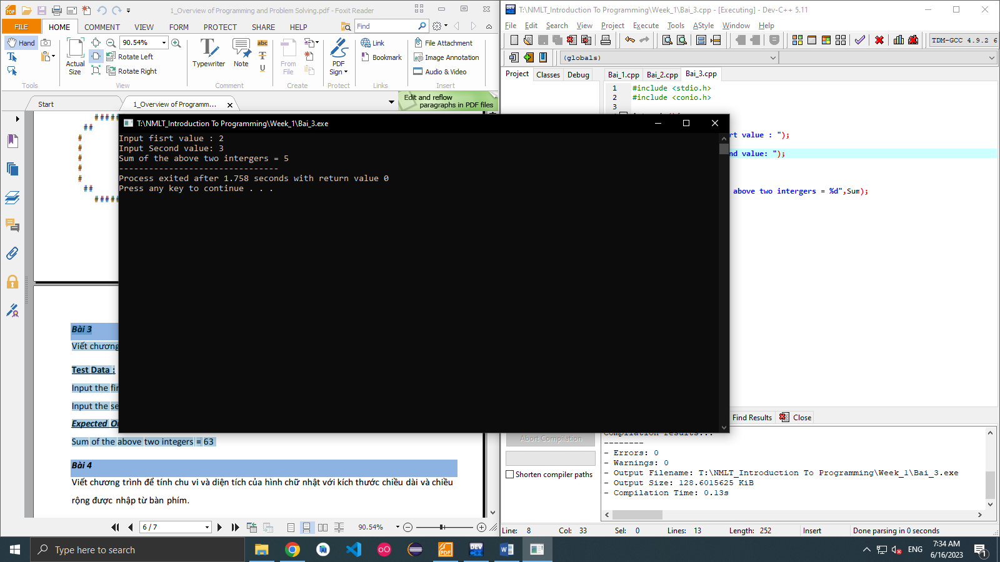 1_Overview of Programming and Problem Solving.pdf - Foxit Reader
FILE HOME COMMENT VIEW FORM PROTECT SHARE HELP Find
Hand 90.54%
Rotate Left
Rotate Right
Actual Size
Typewriter Note
From File
PDF Sign
Link
Bookmark
File Attachment
Image Annotation
Audio & Video
Tools View Comment Create Protect Links Insert
Start 1_Overview of Programm...
Edit and reflow
paragraphs in PDF files
#####
##
#
#
#
#
#
##
#####
Bài 3
Viết chương
Test Data :
Input the fir
Input the se
Expected Ou
Sum of the above two integers = 63
Bài 4
Viết chương trình để tính chu vi và diện tích của hình chữ nhật với kích thước chiều dài và chiều
rộng được nhập từ bàn phím.
6 / 7 90.54%
T:\NMLT_Introduction To Programming\Week_1\Bai_3.exe
Input fisrt value : 2
Input Second value: 3
Sum of the above two intergers = 5
--------------------------------
Process exited after 1.758 seconds with return value 0
Press any key to continue . . .
T:\NMLT_Introduction To Programming\Week_1\Bai_3.cpp - [Executing] - Dev-C++ 5.11
File Edit Search View Project Execute Tools AStyle Window Help
TDM-GCC 4.9.2 6
(globals)
Project Classes Debug Bai_1.cpp Bai_2.cpp Bai_3.cpp
1 #include <stdio.h>
2 #include <conio.h>
3
rt value : ");
nd value: ");
above two intergers = %d",Sum);
Find Results Close
Abort Compilation
Shorten compiler paths
Compilation results...
--------
- Errors: 0
- Warnings: 0
- Output Filename: T:\NMLT_Introduction To Programming\Week_1\Bai_3.exe
- Output Size: 128.6015625 KiB
- Compilation Time: 0.13s
Line: 8 Col: 33 Sel: 0 Lines: 13 Length: 252 Insert Done parsing in 0 seconds
Type here to search
ENG
7:34 AM
6/16/2023
1